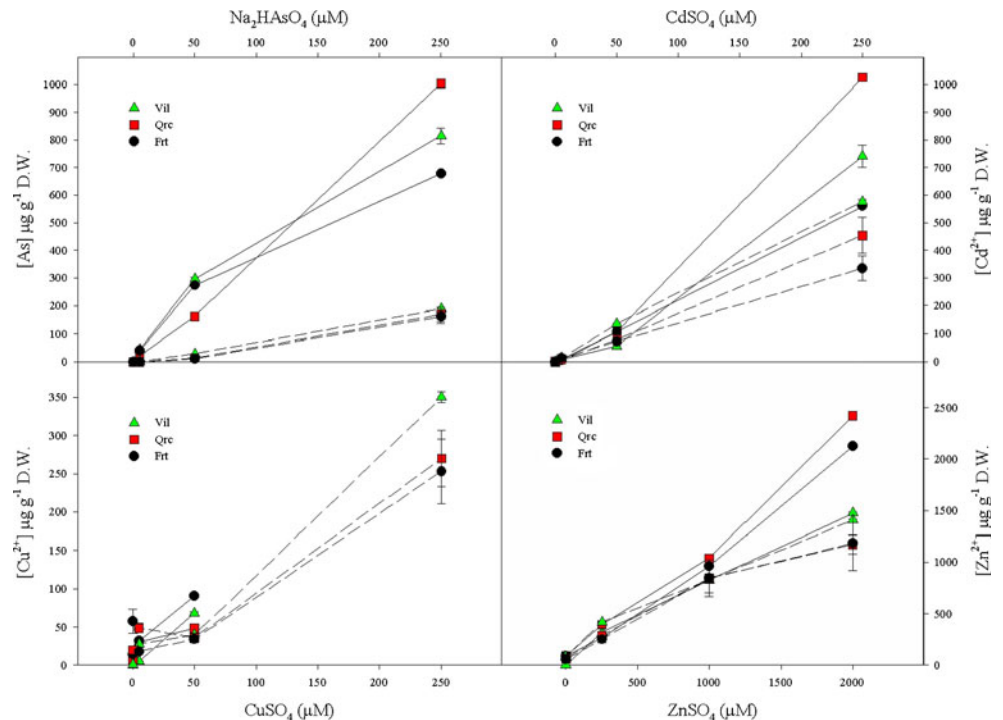 Na₂HAsO₄ (μM)
0 50 100 150 200 250
CdSO₄ (μM)
0 50 100 150 200 250
[As] μg g⁻¹ D.W.
1000
900
800
700
600
500
400
300
200
100
0
Vil
Qrc
Frt
Vil
Qrc
Frt
1000
900
800
700
600
500
400
300
200
100
0
[Cd²⁺] μg g⁻¹ D.W.
[Cu²⁺] μg g⁻¹ D.W.
350
300
250
200
150
100
50
0
Vil
Qrc
Frt
Vil
Qrc
Frt
2500
2000
1500
1000
500
0
[Zn²⁺] μg g⁻¹ D.W.
0 50 100 150 200 250
CuSO₄ (μM)
0 500 1000 1500 2000
ZnSO₄ (μM)